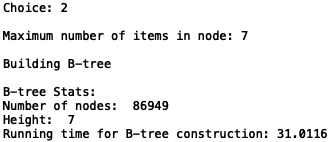 Choice: 2
Maximum number of items in node: 7
Building B-tree
B-tree Stats:
Number of nodes:  86949
Height:  7
Running time for B-tree construction: 31.0116